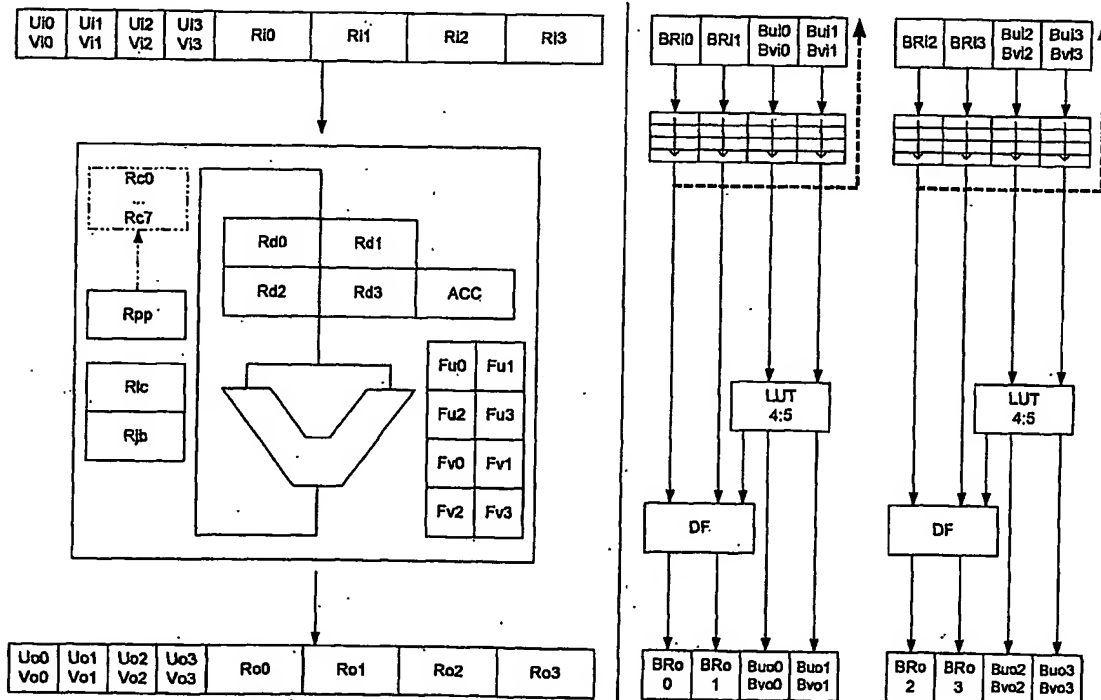 Ui0 Ui1 Ui2 Ui3
Vi0 Vi1 Vi2 Vi3
Ri0 Ri1 Ri2 Ri3
Rc0
...
Rc7
Rpp
Rlc
Rjb
Rd0 Rd1
Rd2 Rd3 ACC
Fu0 Fu1
Fu2 Fu3
Fv0 Fv1
Fv2 Fv3
Uo0 Uo1 Uo2 Uo3
Vo0 Vo1 Vo2 Vo3
Ro0 Ro1 Ro2 Ro3
BRi0 BRi1
Bui0 Bui1
Bvi0 Bvi1
LUT
4:5
DF
BRo BRo Buo0 Buo1
0 1 Bvo0 Bvo1
BRi2 BRi3
Bui2 Bui3
Bvi2 Bvi3
LUT
4:5
DF
BRo BRo Buo2 Buo3
2 3 Bvo2 Bvo3